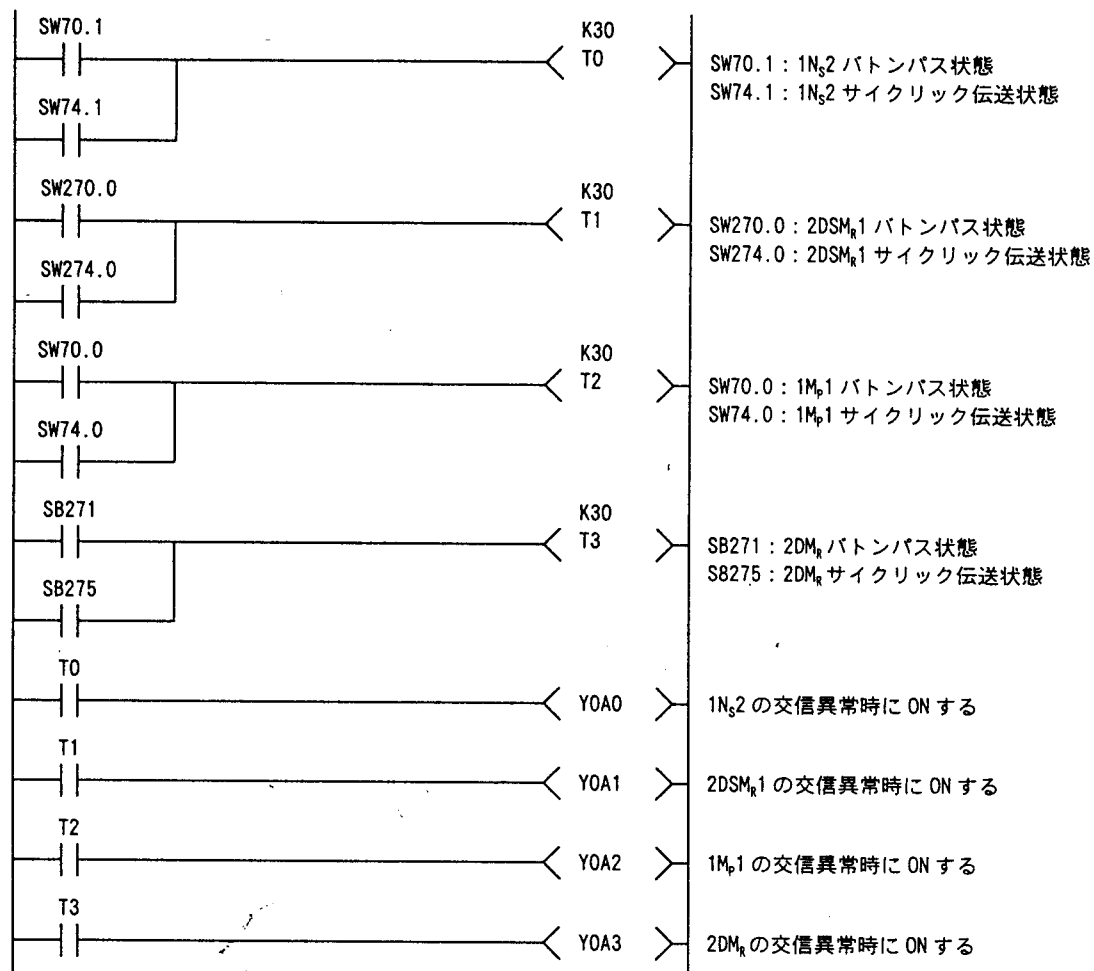 SW70.1
K30
T0
SW70.1 : 1Ns2 バトンパス状態
SW74.1 : 1Ns2 サイクリック伝送状態
SW74.1
SW270.0
K30
T1
SW270.0 : 2DSMR1 バトンパス状態
SW274.0 : 2DSMR1 サイクリック伝送状態
SW274.0
SW70.0
K30
T2
SW70.0 : 1MP1 バトンパス状態
SW74.0 : 1MP1 サイクリック伝送状態
SW74.0
SB271
K30
T3
SB271 : 2DMR バトンパス状態
S8275 : 2DMR サイクリック伝送状態
SB275
T0
Y0A0
1Ns2 の交信異常時に ON する
T1
Y0A1
2DSMR1 の交信異常時に ON する
T2
Y0A2
1MP1 の交信異常時に ON する
T3
Y0A3
2DMR の交信異常時に ON する